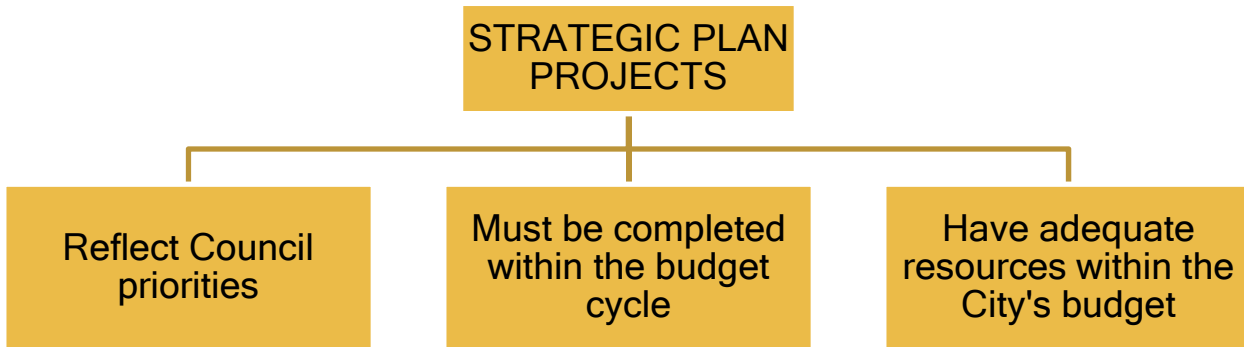 STRATEGIC PLAN
PROJECTS
Reflect Council
priorities
Must be completed
within the budget
cycle
Have adequate
resources within the
City's budget